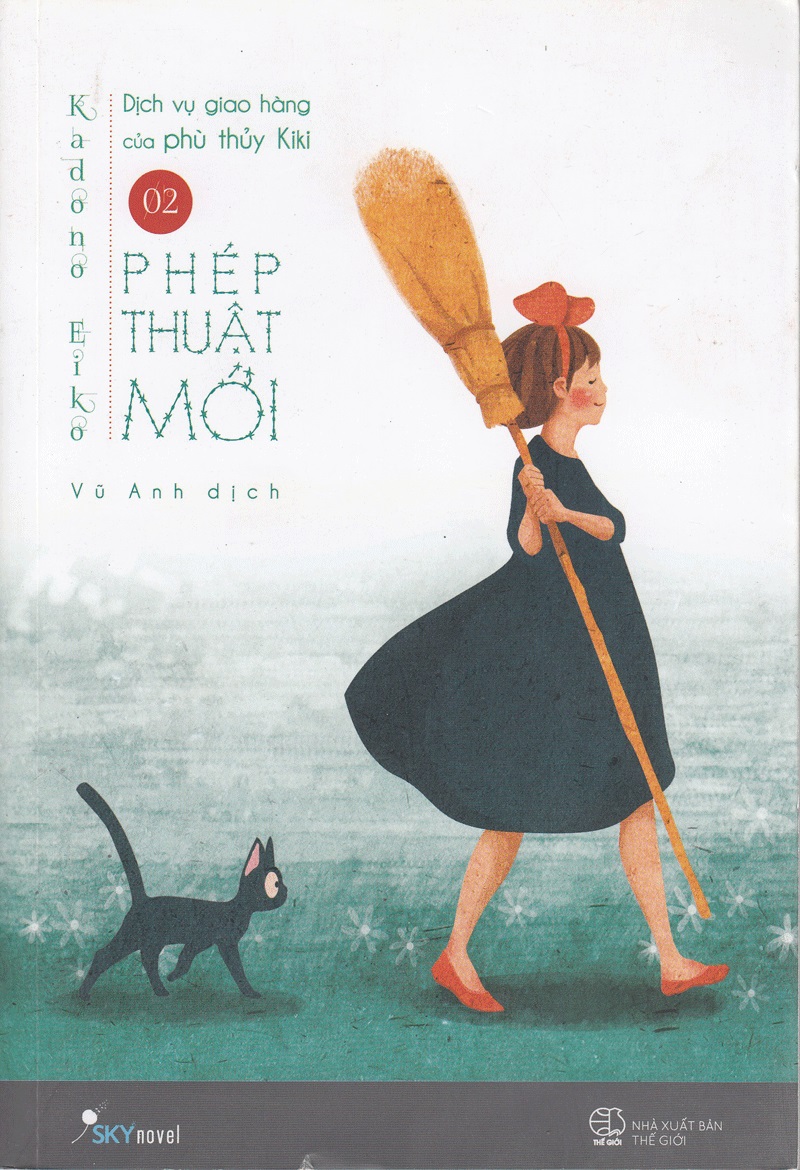 Kadono Eiko
Dịch vụ giao hàng
của phù thủy Kiki
02
PHÉP
THUẬT
MỚI
Vũ Anh dịch
SKYnovel
THẾ GIỚI
NHÀ XUẤT BẢN
THẾ GIỚI